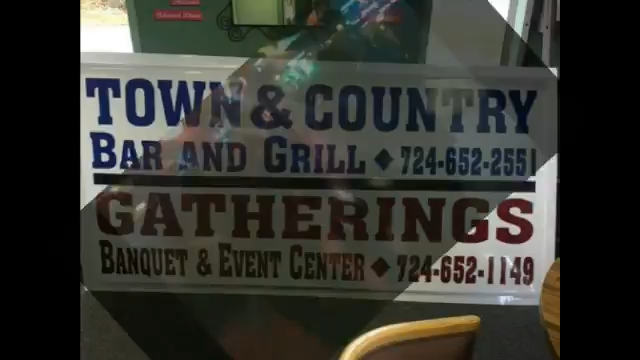 TOWN & COUNTRY
BAR AND GRILL ◆ 724-652-2551
GATHERINGS
BANQUET & EVENT CENTER ◆ 724-652-1149